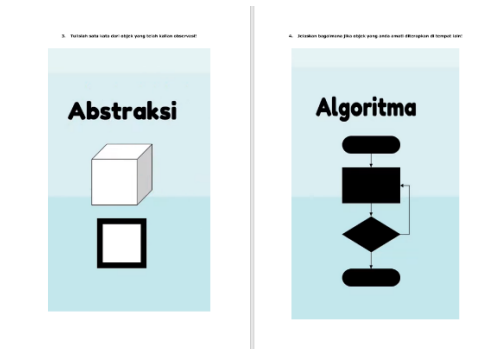 3. Tulislah satu kata dari objek yang telah kalian observasi!
Abstraksi
4. Jelaskan bagaimana jika objek yang anda amati diterapkan di tempat lain!
Algoritma